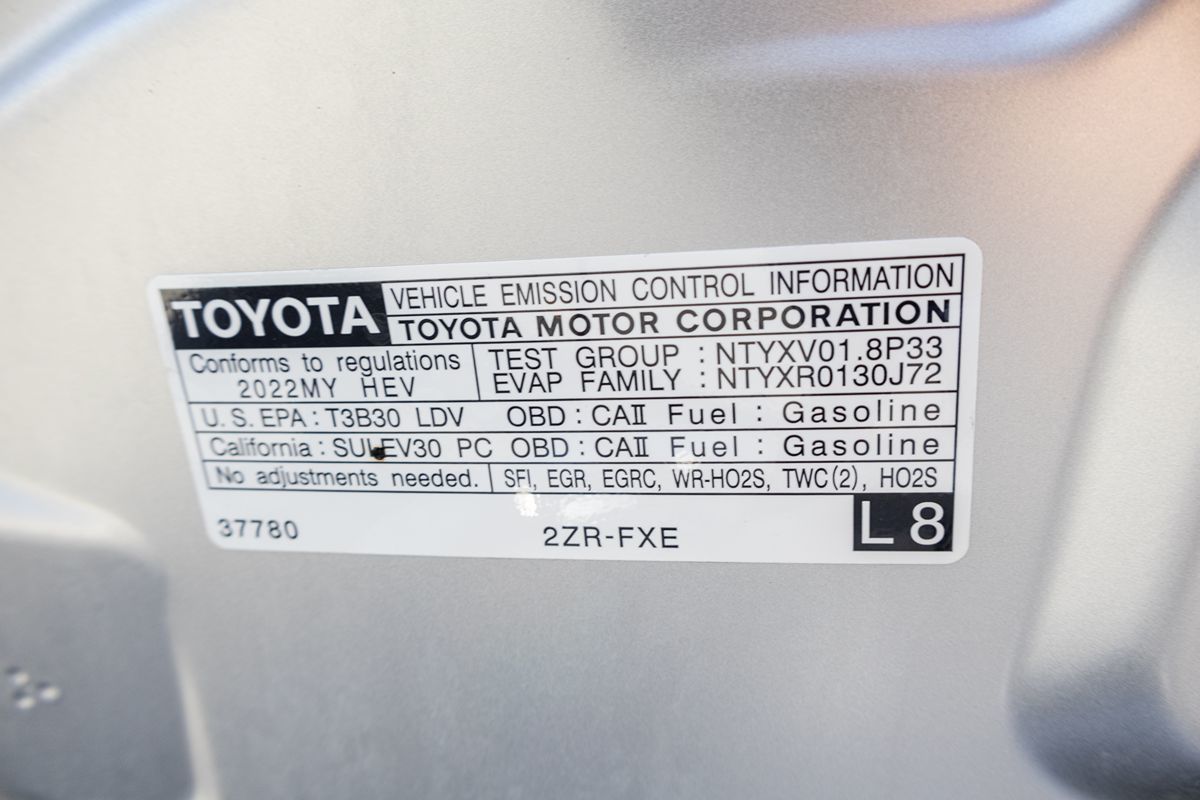 TOYOTA
VEHICLE EMISSION CONTROL INFORMATION
TOYOTA MOTOR CORPORATION
Conforms to regulations
2022MY HEV
TEST GROUP : NTYXV01.8P33
EVAP FAMILY : NTYXR0130J72
U.S. EPA : T3B30 LDV OBD : CAⅡ Fuel : Gasoline
California : SULEV30 PC OBD : CAⅡ Fuel : Gasoline
No adjustments needed. SFI, EGR, EGRC, WR-HO2S, TWC(2), HO2S
37780 2ZR-FXE L8